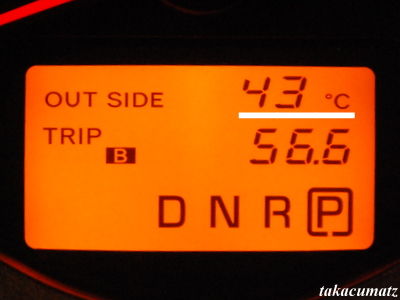 OUT SIDE 43 °C
TRIP B 56.6
D N R P
takacumatz